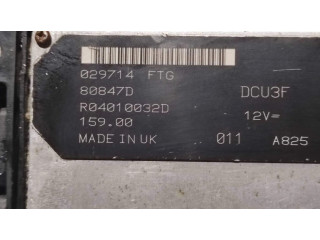 029714 FTG
80847D DCU3F
R04010032D
159.00 12V=
MADE IN UK 011 A825